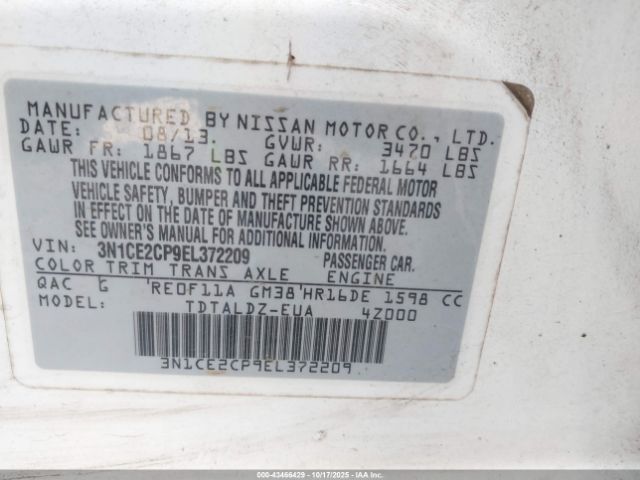 MANUFACTURED BY NISSAN MOTOR CO., LTD.
DATE: 08/13. GVWR: 3470 LBS
GAWR FR: 1867 LBS GAWR RR: 1664 LBS
THIS VEHICLE CONFORMS TO ALL APPLICABLE FEDERAL MOTOR
VEHICLE SAFETY, BUMPER AND THEFT PREVENTION STANDARDS
IN EFFECT ON THE DATE OF MANUFACTURE SHOWN ABOVE.
SEE OWNER'S MANUAL FOR ADDITIONAL INFORMATION.
VIN: 3N1CE2CP9EL372209 PASSENGER CAR.
COLOR TRIM TRANS AXLE ENGINE
QAC G 'RE0F11A GM38'HR16DE 1598 CC
MODEL: TDTALDZ-EUA 4Z000
3N1CE2CP9EL372209
000-43466429 - 10/17/2025 - IAA Inc.